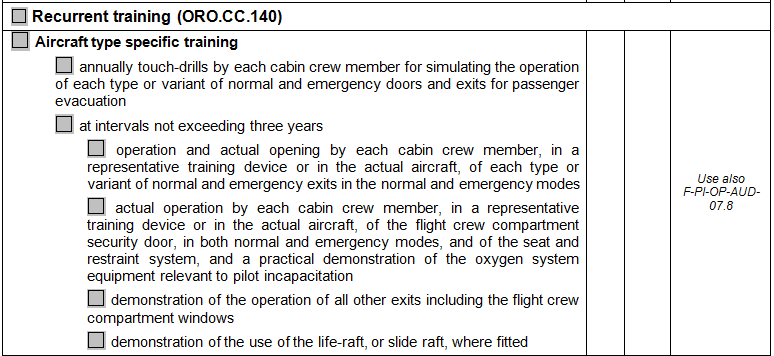 Recurrent training (ORO.CC.140)
Aircraft type specific training
annually touch-drills by each cabin crew member for simulating the operation
of each type or variant of normal and emergency doors and exits for passenger
evacuation
at intervals not exceeding three years
operation and actual opening by each cabin crew member, in a
representative training device or in the actual aircraft, of each type or
variant of normal and emergency exits in the normal and emergency modes
actual operation by each cabin crew member, in a representative
training device or in the actual aircraft, of the flight crew compartment
security door, in both normal and emergency modes, and of the seat and
restraint system, and a practical demonstration of the oxygen system
equipment relevant to pilot incapacitation
demonstration of the operation of all other exits including the flight crew
compartment windows
demonstration of the use of the life-raft, or slide raft, where fitted
Use also
F-PI-OP-AUD-
07.8